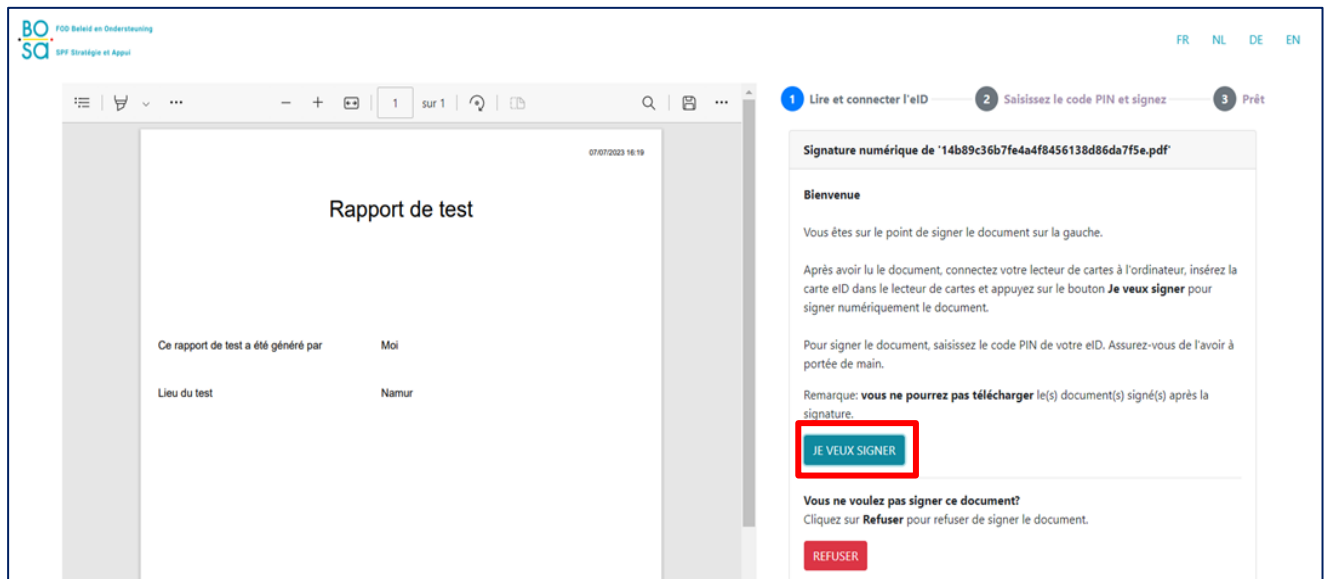 BO FOD Beleid en Ondersteuning
SA SPF Stratégie et Appui
FR NL DE EN
1 sur 1
07/07/2023 16:19
Rapport de test
Ce rapport de test a été généré par Moi
Lieu du test Namur
1 Lire et connecter l'eID 2 Saisissez le code PIN et signez 3 Prêt
Signature numérique de '14b89c36b7fe4a4f8456138d86da7f5e.pdf'
Bienvenue
Vous êtes sur le point de signer le document sur la gauche.
Après avoir lu le document, connectez votre lecteur de cartes à l'ordinateur, insérez la
carte eID dans le lecteur de cartes et appuyez sur le bouton Je veux signer pour
signer numériquement le document.
Pour signer le document, saisissez le code PIN de votre eID. Assurez-vous de l'avoir à
portée de main.
Remarque: vous ne pourrez pas télécharger le(s) document(s) signé(s) après la
signature.
JE VEUX SIGNER
Vous ne voulez pas signer ce document?
Cliquez sur Refuser pour refuser de signer le document.
REFUSER